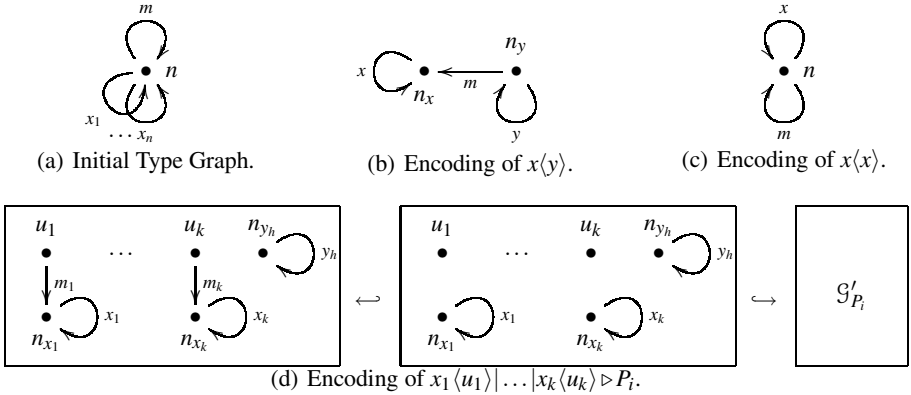 m
n
x₁
… xₙ
(a) Initial Type Graph.
x
nₓ
m
n_y
y
(b) Encoding of x⟨y⟩.
x
n
m
(c) Encoding of x⟨x⟩.
u₁ … u_k n_{y_h}
y_h
m₁ m_k
x₁ x_k
n_{x₁} n_{x_k}
↩
u₁ … u_k n_{y_h}
y_h
x₁ x_k
n_{x₁} n_{x_k}
↪
𝒢′_{P_i}
(d) Encoding of x₁⟨u₁⟩|…|x_k⟨u_k⟩ ▷ P_i.